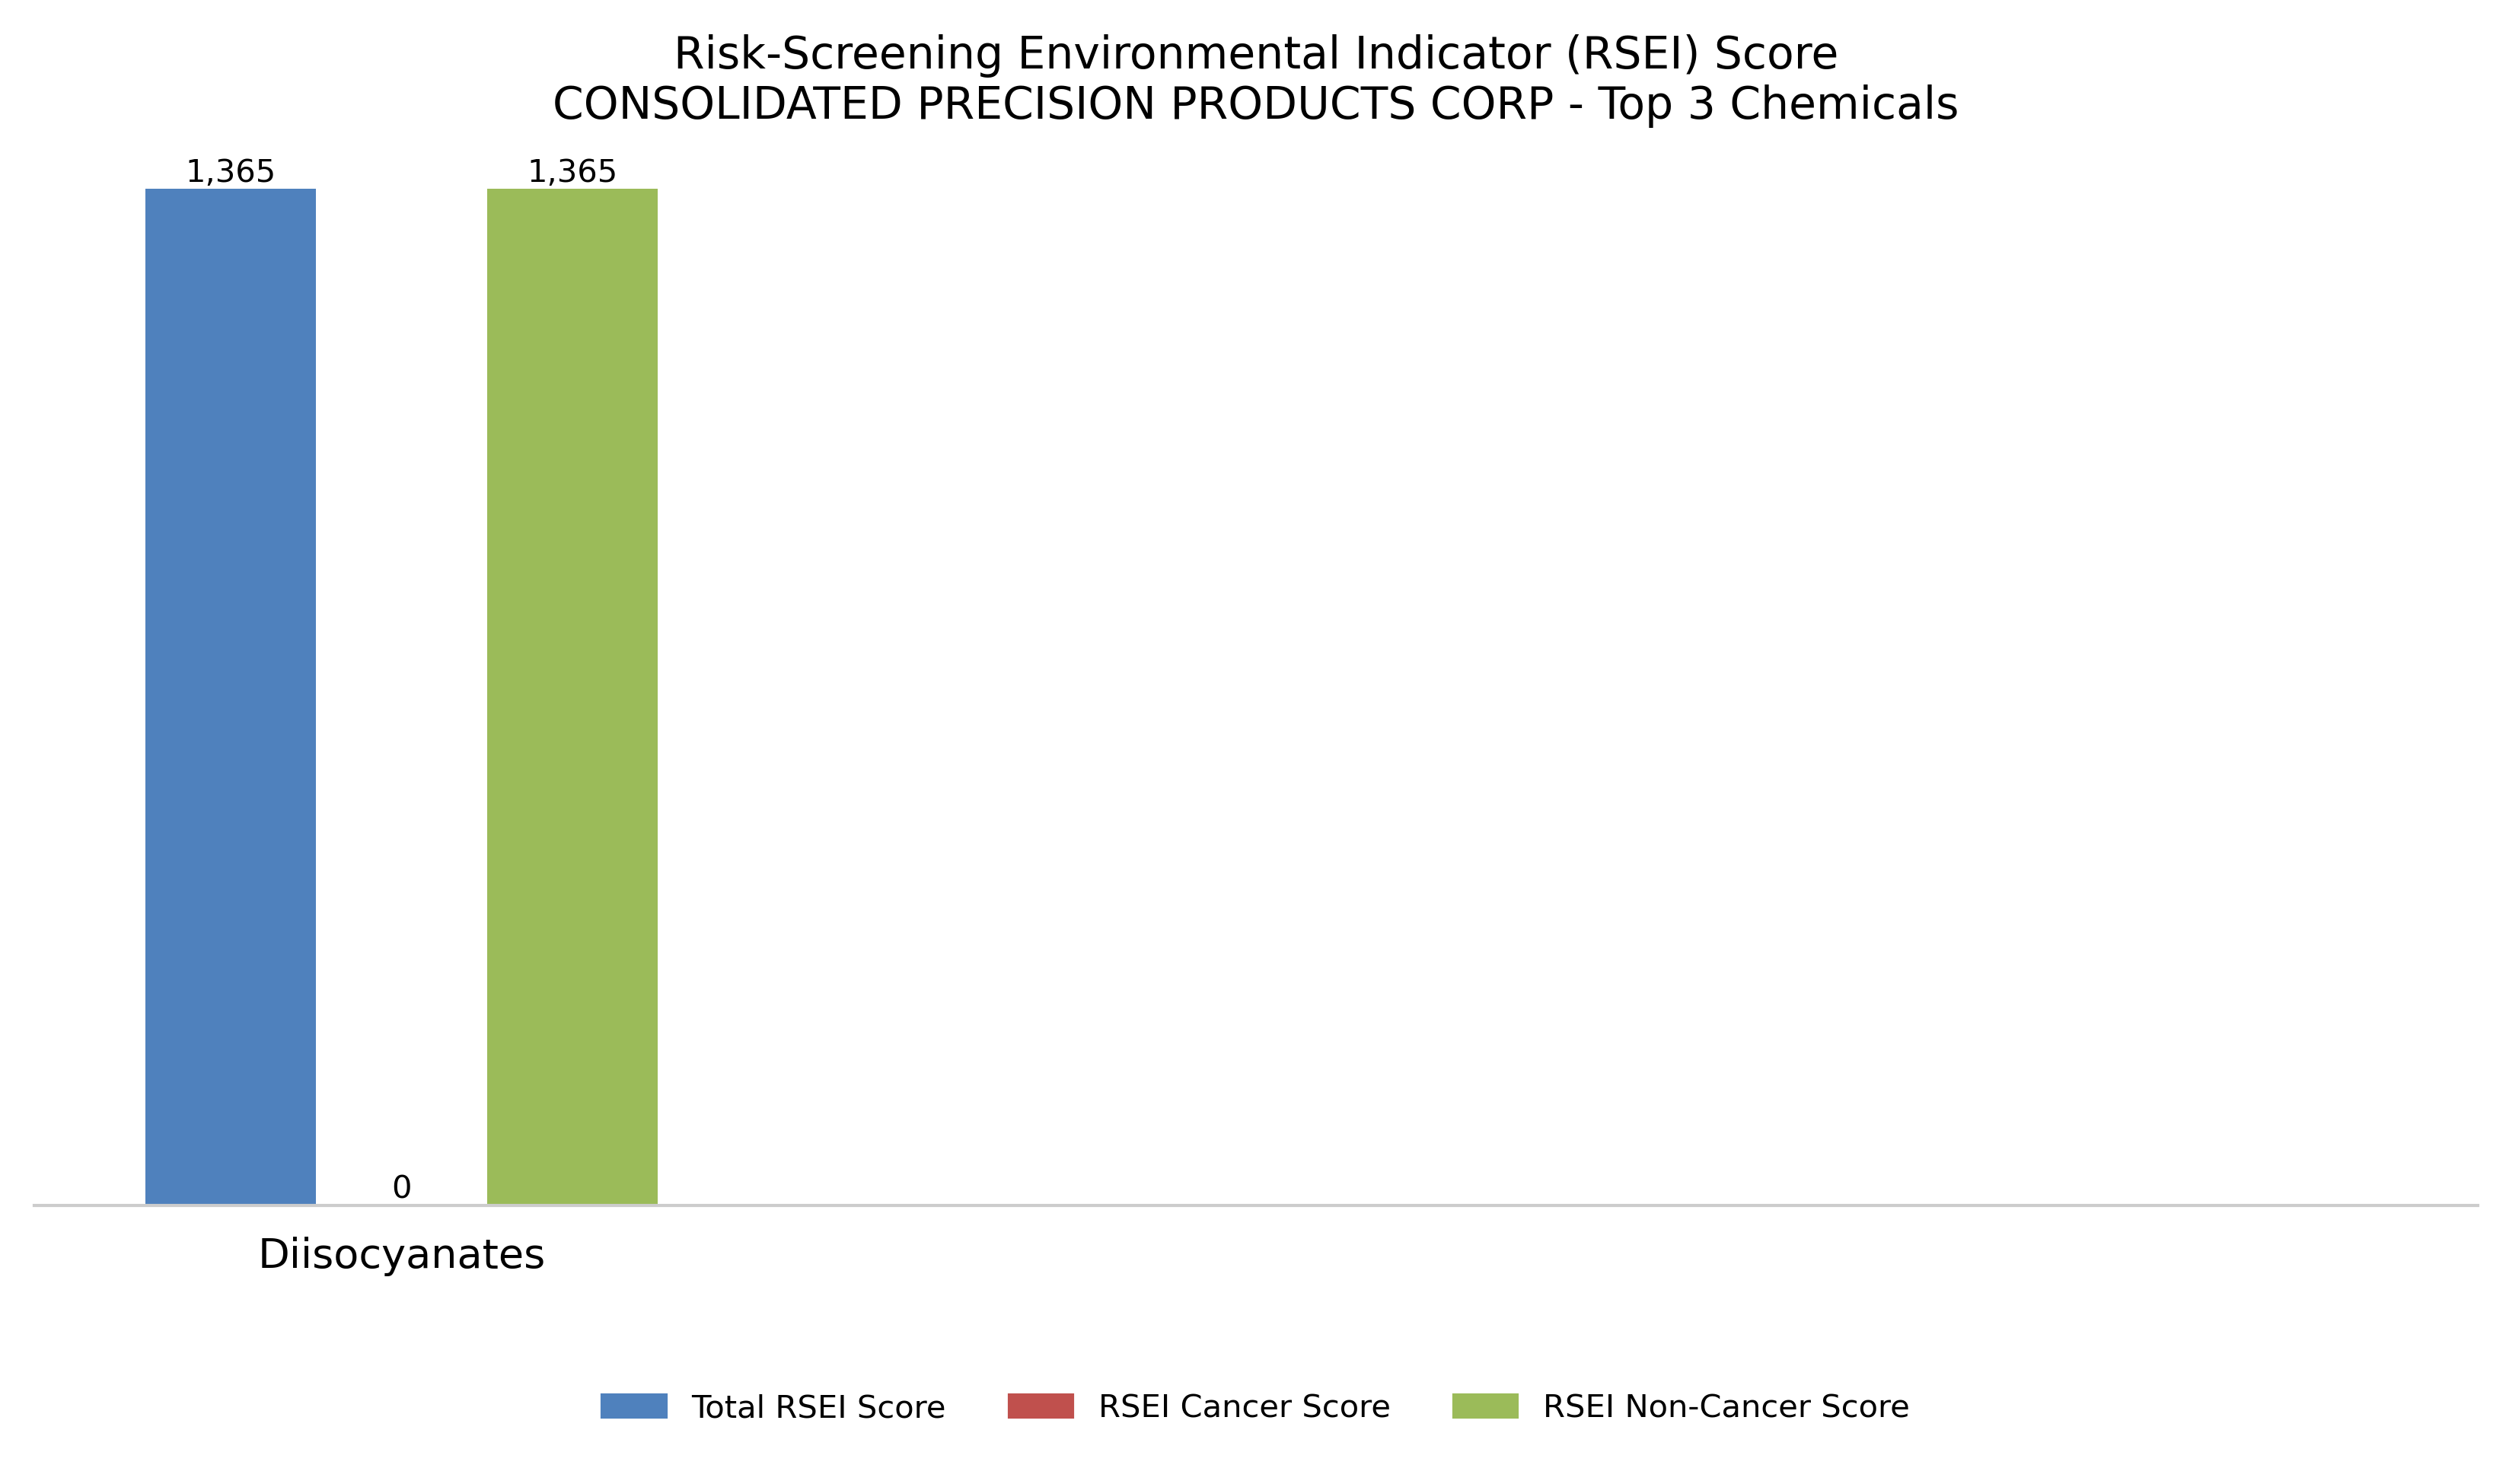 Risk-Screening Environmental Indicator (RSEI) Score
CONSOLIDATED PRECISION PRODUCTS CORP - Top 3 Chemicals
1,365
1,365
0
Diisocyanates
Total RSEI Score
RSEI Cancer Score
RSEI Non-Cancer Score